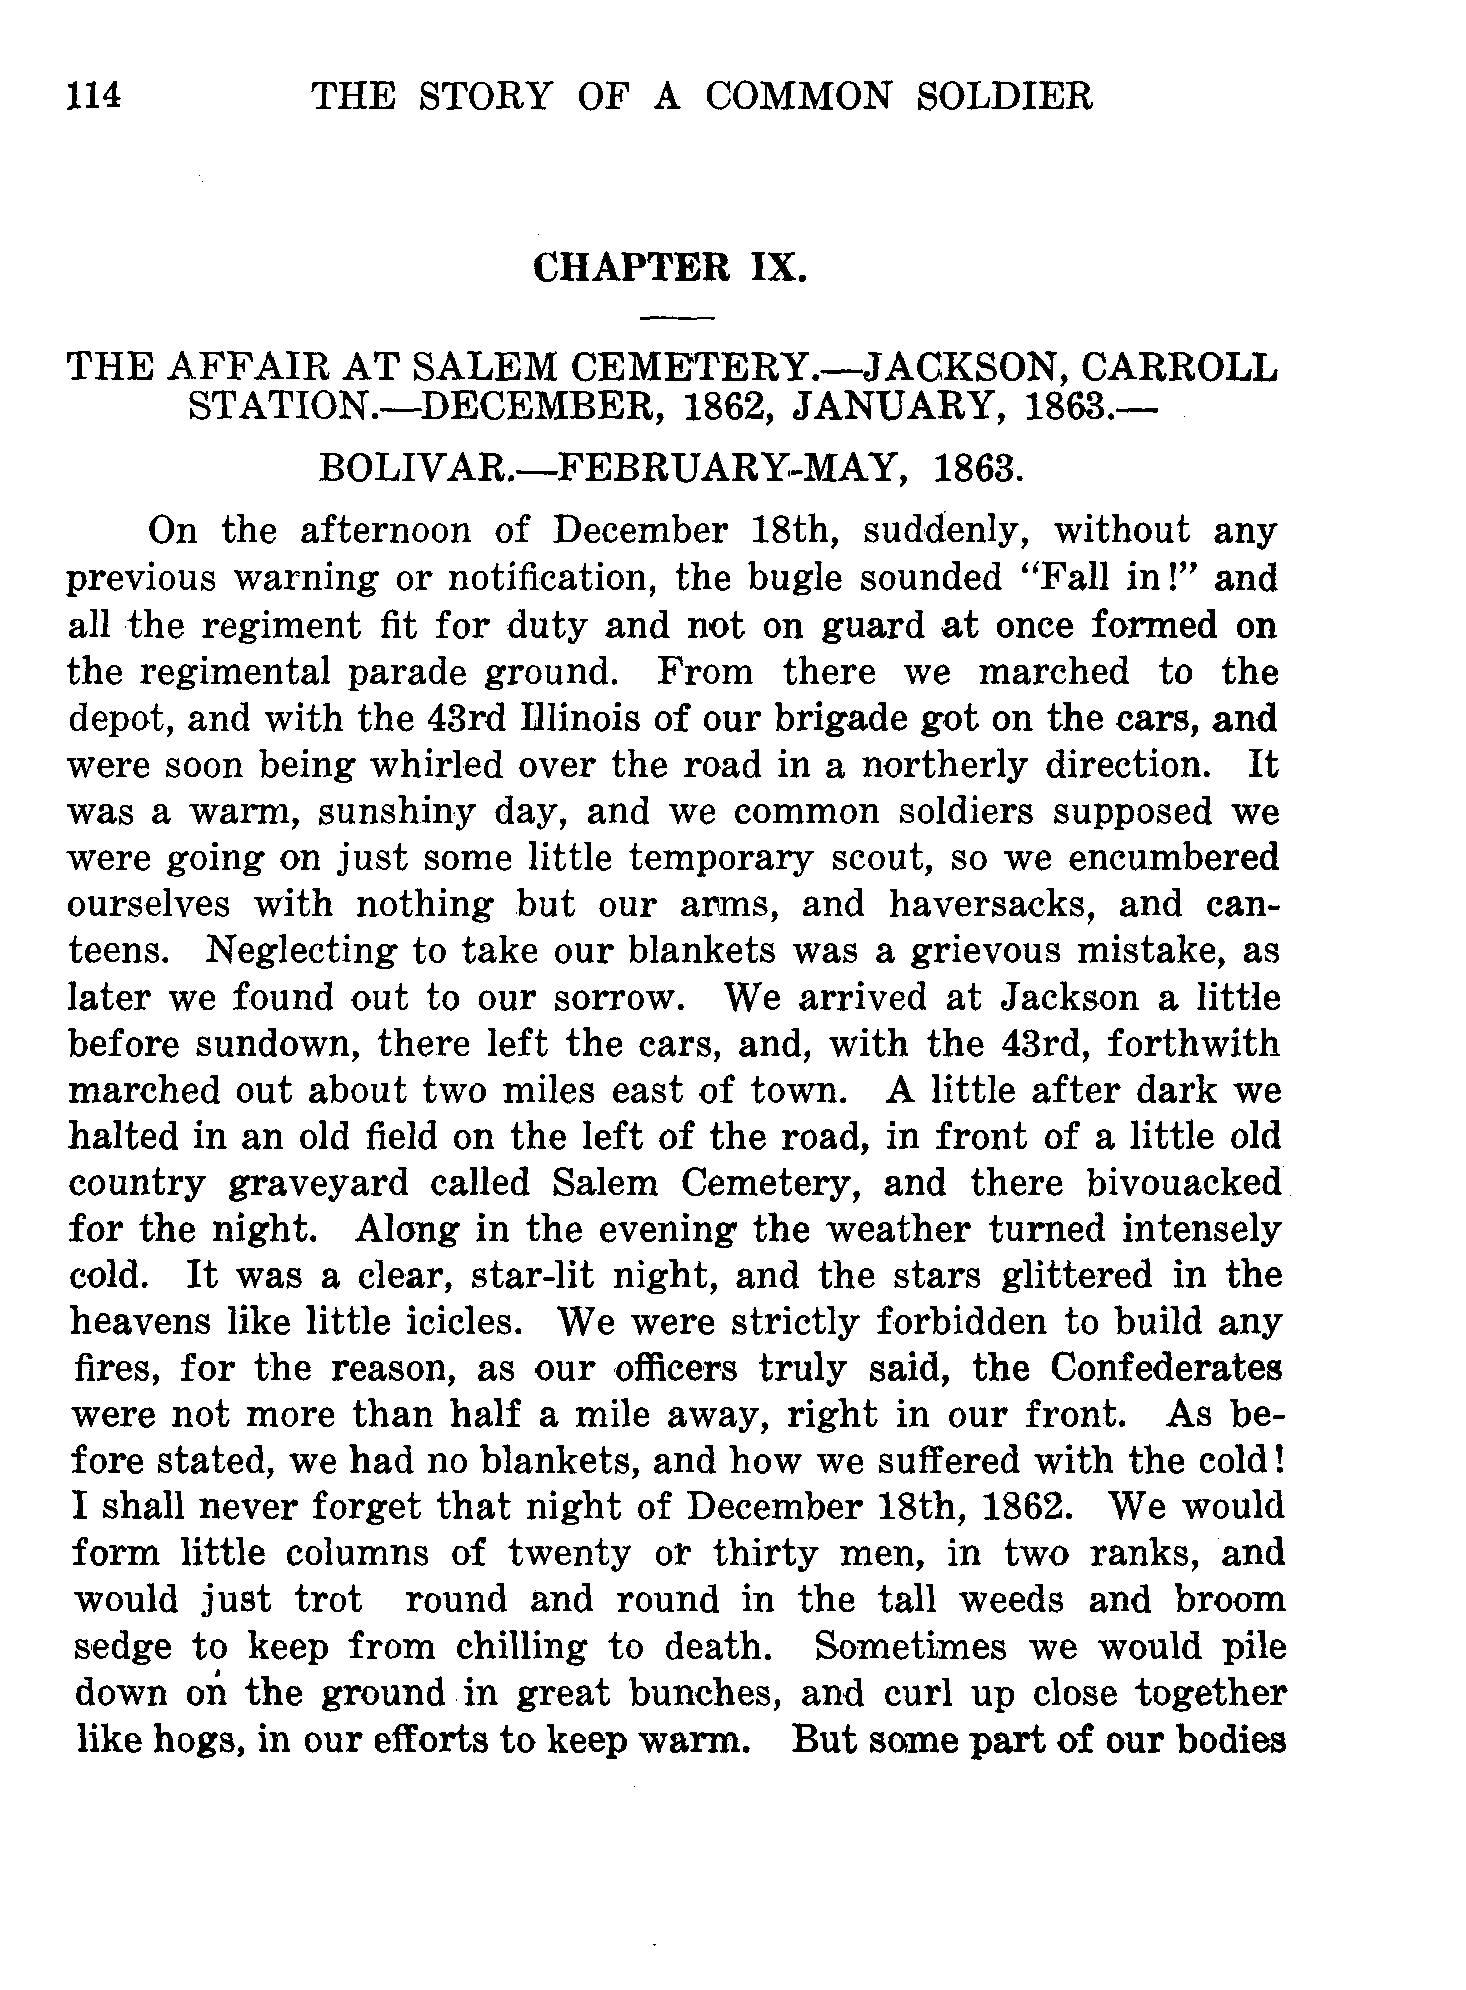 114 THE STORY OF A COMMON SOLDIER
CHAPTER IX.
THE AFFAIR AT SALEM CEMETERY.—JACKSON, CARROLL
STATION.—DECEMBER, 1862, JANUARY, 1863.—
BOLIVAR.—FEBRUARY-MAY, 1863.
On the afternoon of December 18th, suddenly, without any
previous warning or notification, the bugle sounded "Fall in!" and
all the regiment fit for duty and not on guard at once formed on
the regimental parade ground. From there we marched to the
depot, and with the 43rd Illinois of our brigade got on the cars, and
were soon being whirled over the road in a northerly direction. It
was a warm, sunshiny day, and we common soldiers supposed we
were going on just some little temporary scout, so we encumbered
ourselves with nothing but our arms, and haversacks, and can-
teens. Neglecting to take our blankets was a grievous mistake, as
later we found out to our sorrow. We arrived at Jackson a little
before sundown, there left the cars, and, with the 43rd, forthwith
marched out about two miles east of town. A little after dark we
halted in an old field on the left of the road, in front of a little old
country graveyard called Salem Cemetery, and there bivouacked
for the night. Along in the evening the weather turned intensely
cold. It was a clear, star-lit night, and the stars glittered in the
heavens like little icicles. We were strictly forbidden to build any
fires, for the reason, as our officers truly said, the Confederates
were not more than half a mile away, right in our front. As be-
fore stated, we had no blankets, and how we suffered with the cold!
I shall never forget that night of December 18th, 1862. We would
form little columns of twenty or thirty men, in two ranks, and
would just trot round and round in the tall weeds and broom
sedge to keep from chilling to death. Sometimes we would pile
down on the ground in great bunches, and curl up close together
like hogs, in our efforts to keep warm. But some part of our bodies